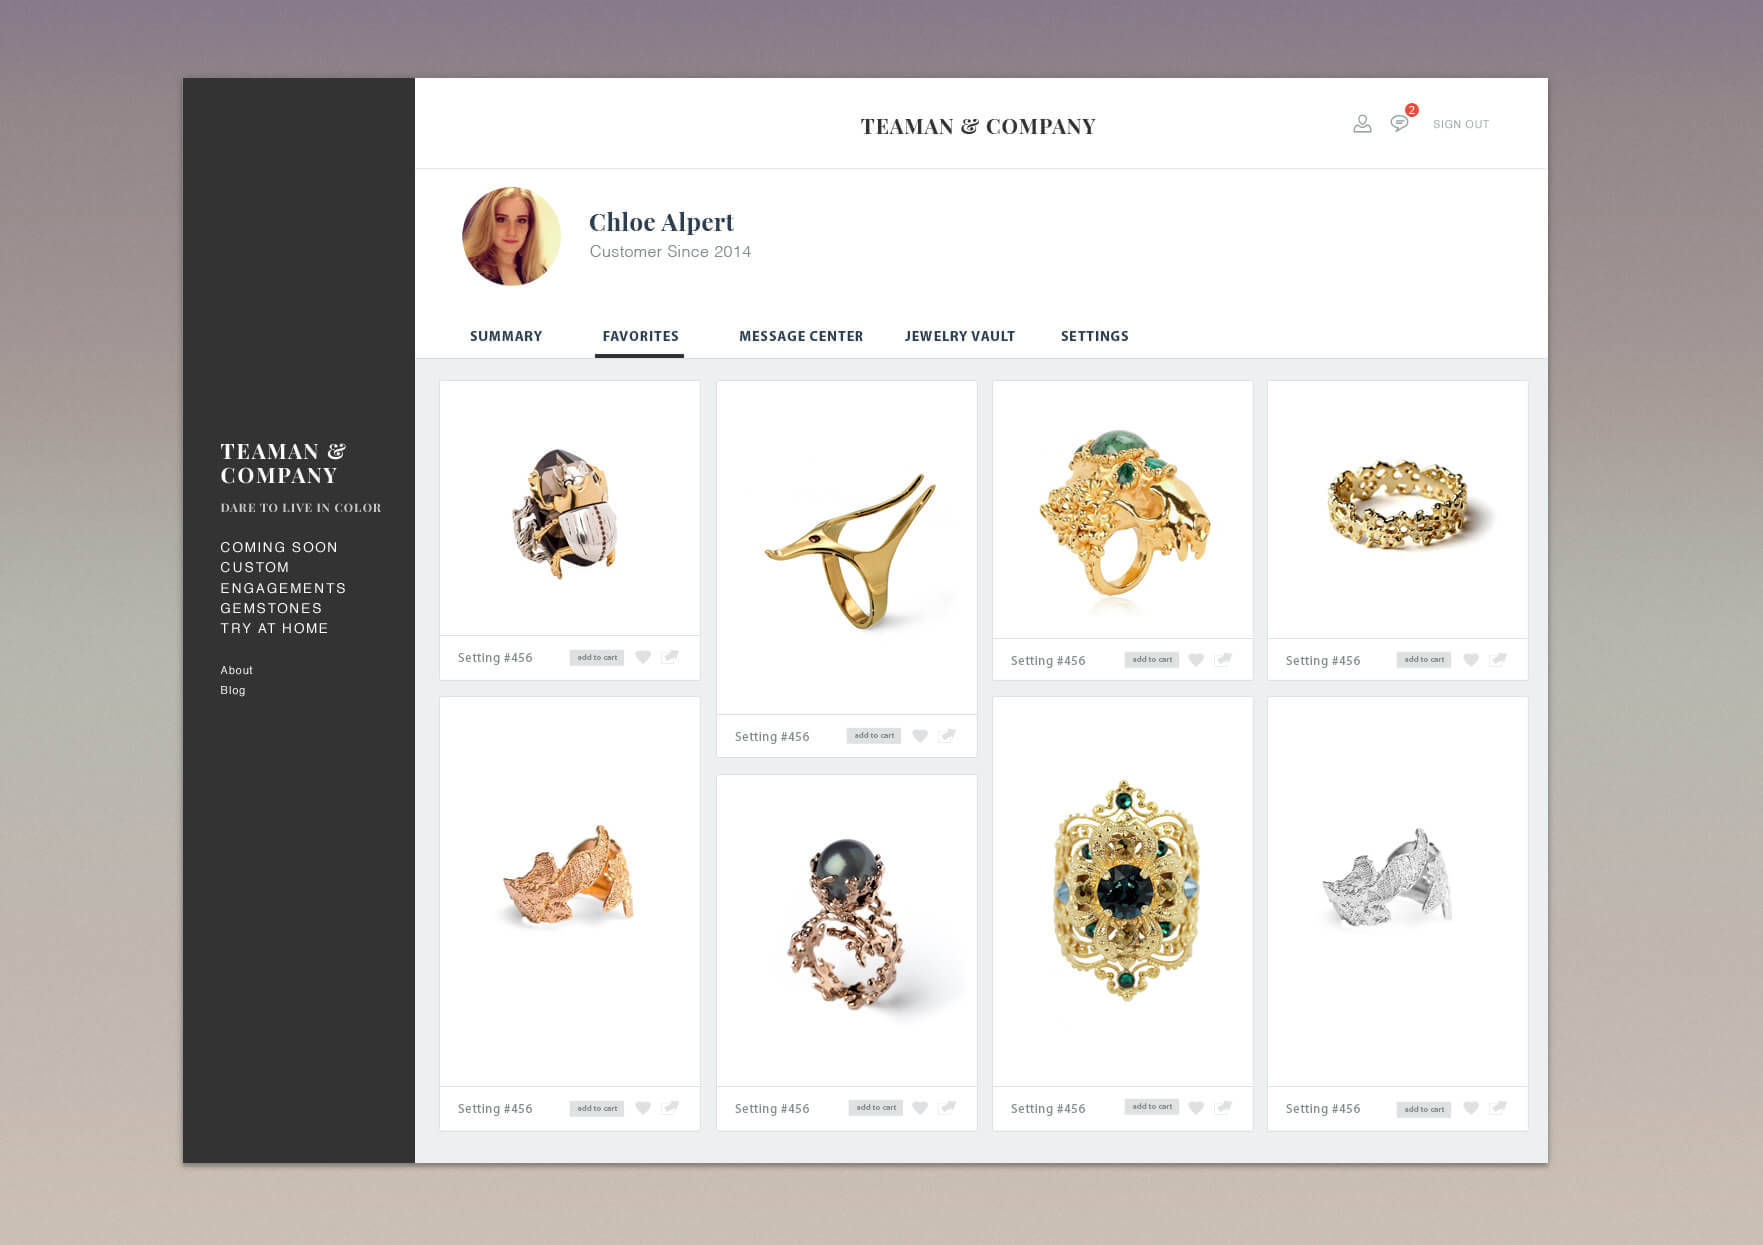 TEAMAN & COMPANY
2
SIGN OUT
Chloe Alpert
Customer Since 2014
SUMMARY
FAVORITES
MESSAGE CENTER
JEWELRY VAULT
SETTINGS
TEAMAN &
COMPANY
DARE TO LIVE IN COLOR
COMING SOON
CUSTOM
ENGAGEMENTS
GEMSTONES
TRY AT HOME
About
Blog
Setting #456
add to cart
Setting #456
add to cart
Setting #456
add to cart
Setting #456
add to cart
Setting #456
add to cart
Setting #456
add to cart
Setting #456
add to cart
Setting #456
add to cart